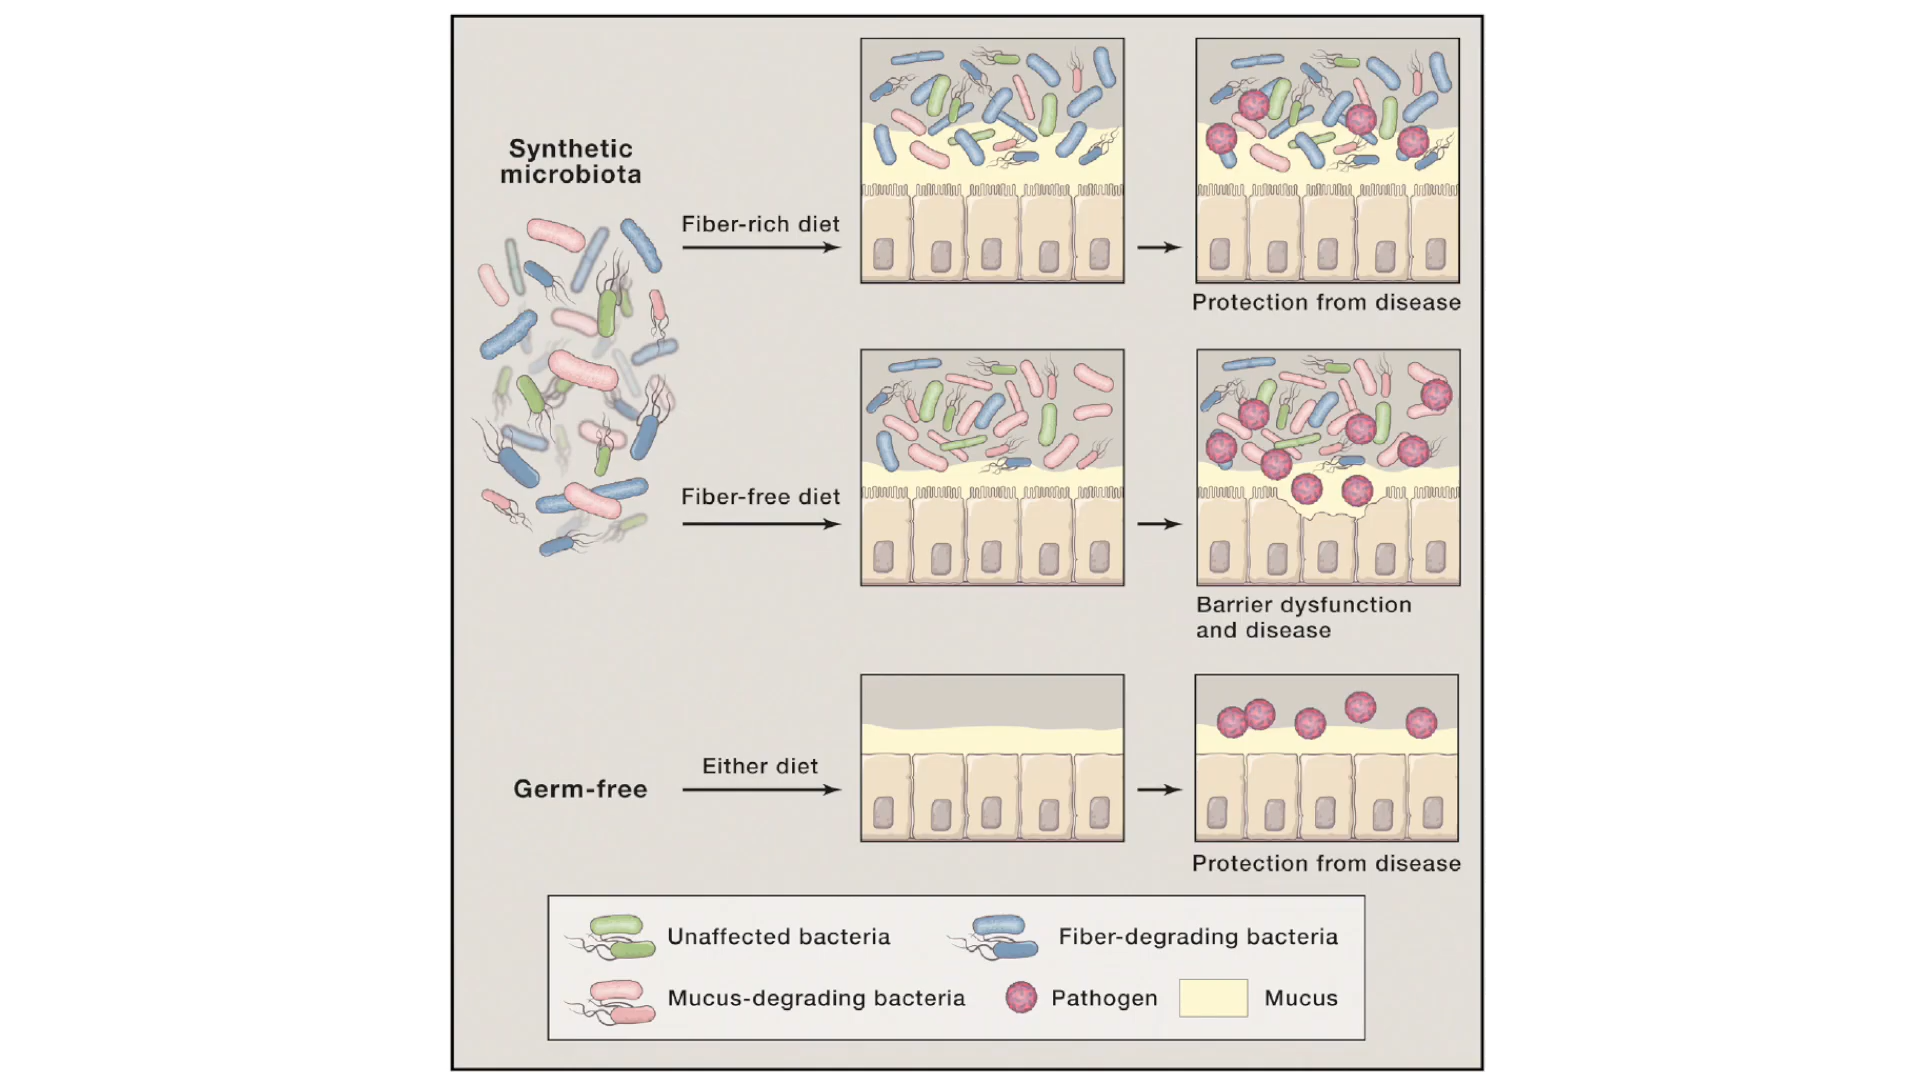 Synthetic
microbiota
Fiber-rich diet
Protection from disease
Fiber-free diet
Barrier dysfunction
and disease
Germ-free
Either diet
Protection from disease
Unaffected bacteria
Fiber-degrading bacteria
Mucus-degrading bacteria
Pathogen
Mucus